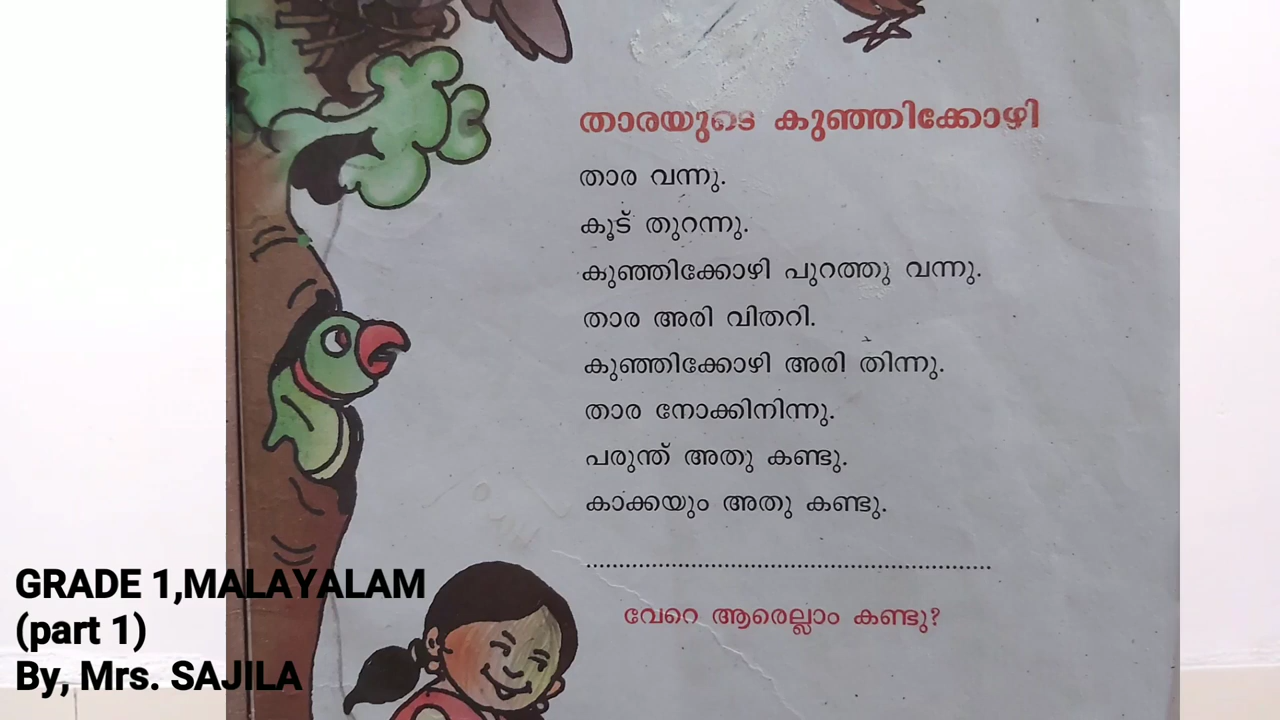 താരയുടെ കുഞ്ഞിക്കോഴി
താര വന്നു.
കൂട് തുറന്നു.
കുഞ്ഞിക്കോഴി പുറത്തു വന്നു.
താര അരി വിതറി.
കുഞ്ഞിക്കോഴി അരി തിന്നു.
താര നോക്കിനിന്നു.
പരുന്ത് അതു കണ്ടു.
കാക്കയും അതു കണ്ടു.
..............................................................
വേറെ ആരെല്ലാം കണ്ടു?
GRADE 1,MALAYALAM
(part 1)
By, Mrs. SAJILA